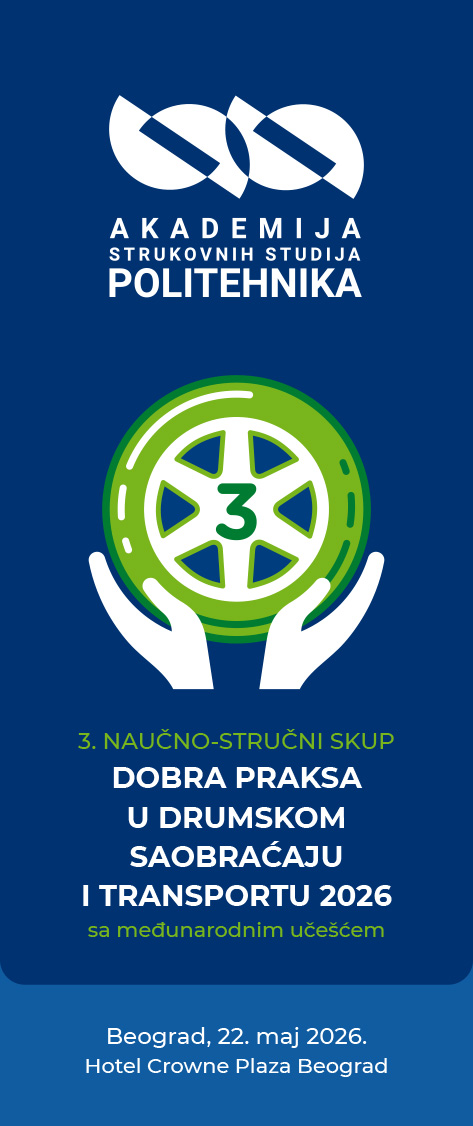 AKADEMIJA
STRUKOVNIH STUDIJA
POLITEHNIKA
3
3. NAUČNO-STRUČNI SKUP
DOBRA PRAKSA
U DRUMSKOM
SAOBRAĆAJU
I TRANSPORTU 2026
sa međunarodnim učešćem
Beograd, 22. maj 2026.
Hotel Crowne Plaza Beograd